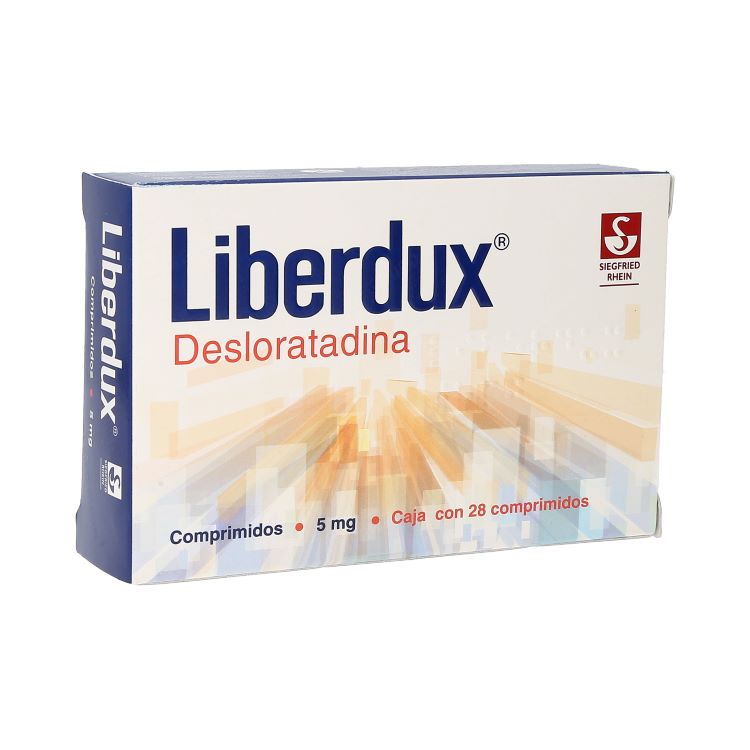 Liberdux®
Desloratadina
SIEGFRIED
RHEIN
Comprimidos • 5 mg • Caja con 28 comprimidos
Liberdux®
Comprimidos • 5 mg